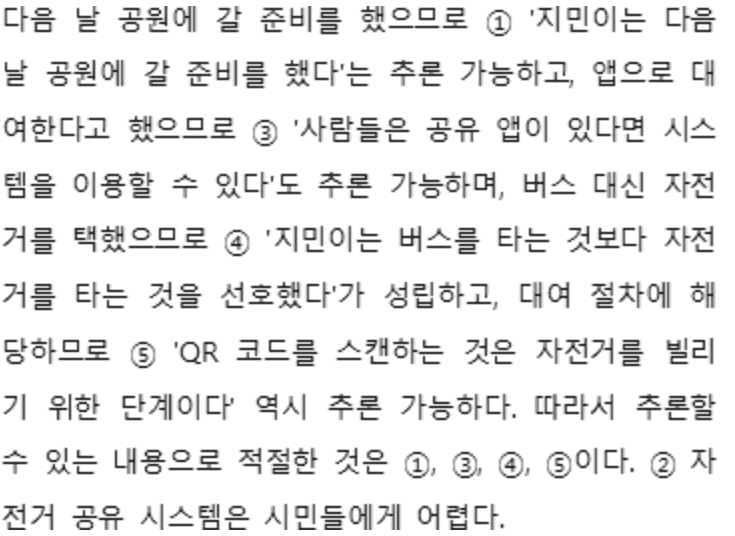 다음 날 공원에 갈 준비를 했으므로 ① '지민이는 다음
날 공원에 갈 준비를 했다'는 추론 가능하고, 앱으로 대
여한다고 했으므로 ③ '사람들은 공유 앱이 있다면 시스
템을 이용할 수 있다'도 추론 가능하며, 버스 대신 자전
거를 택했으므로 ④ '지민이는 버스를 타는 것보다 자전
거를 타는 것을 선호했다'가 성립하고, 대여 절차에 해
당하므로 ⑤ 'QR 코드를 스캔하는 것은 자전거를 빌리
기 위한 단계이다' 역시 추론 가능하다. 따라서 추론할
수 있는 내용으로 적절한 것은 ①, ③, ④, ⑤이다. ② 자
전거 공유 시스템은 시민들에게 어렵다.